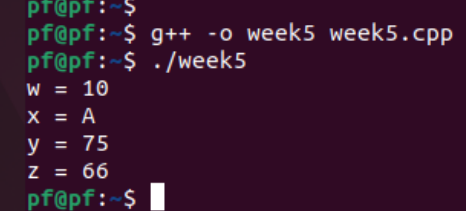 pf@pf:~$
pf@pf:~$ g++ -o week5 week5.cpp
pf@pf:~$ ./week5
w = 10
x = A
y = 75
z = 66
pf@pf:~$